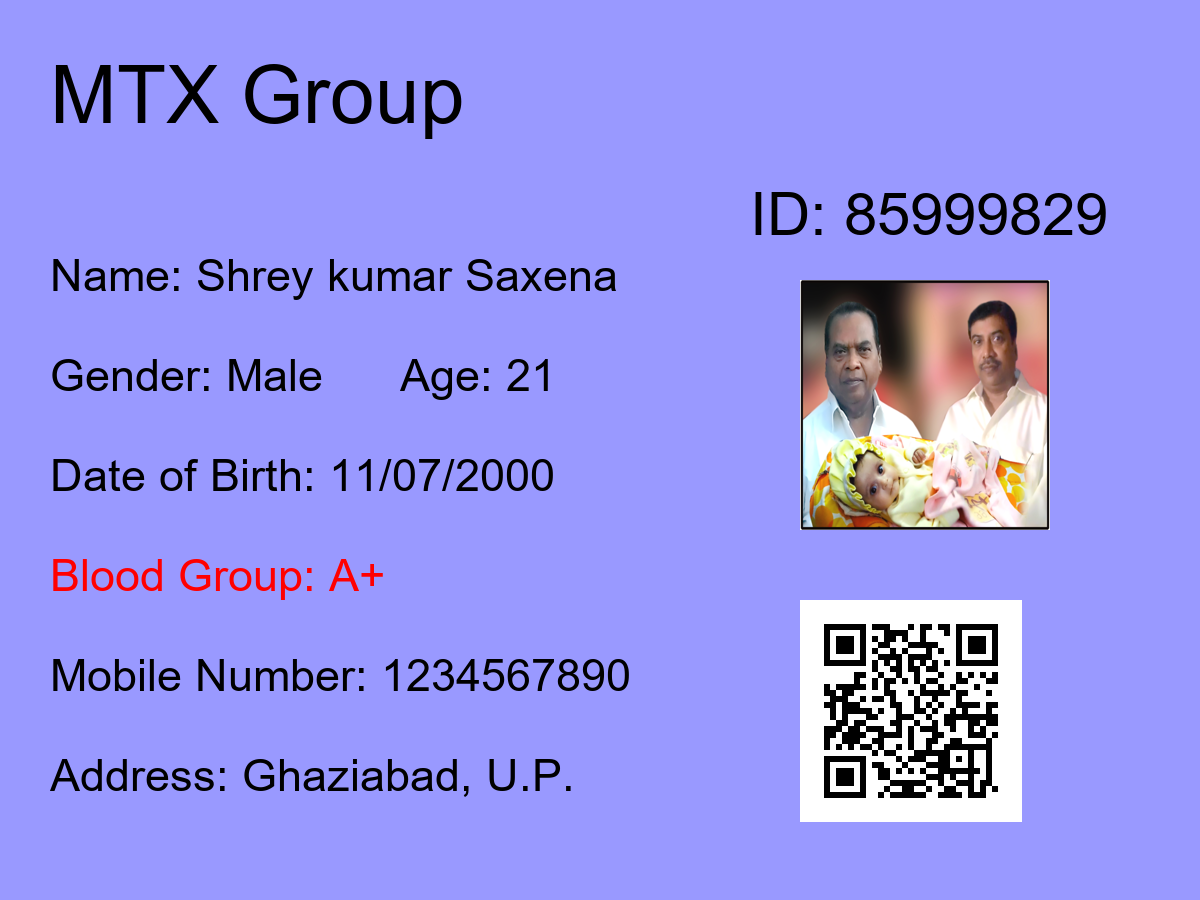 MTX Group
ID: 85999829
Name: Shrey kumar Saxena
Gender: Male Age: 21
Date of Birth: 11/07/2000
Blood Group: A+
Mobile Number: 1234567890
Address: Ghaziabad, U.P.